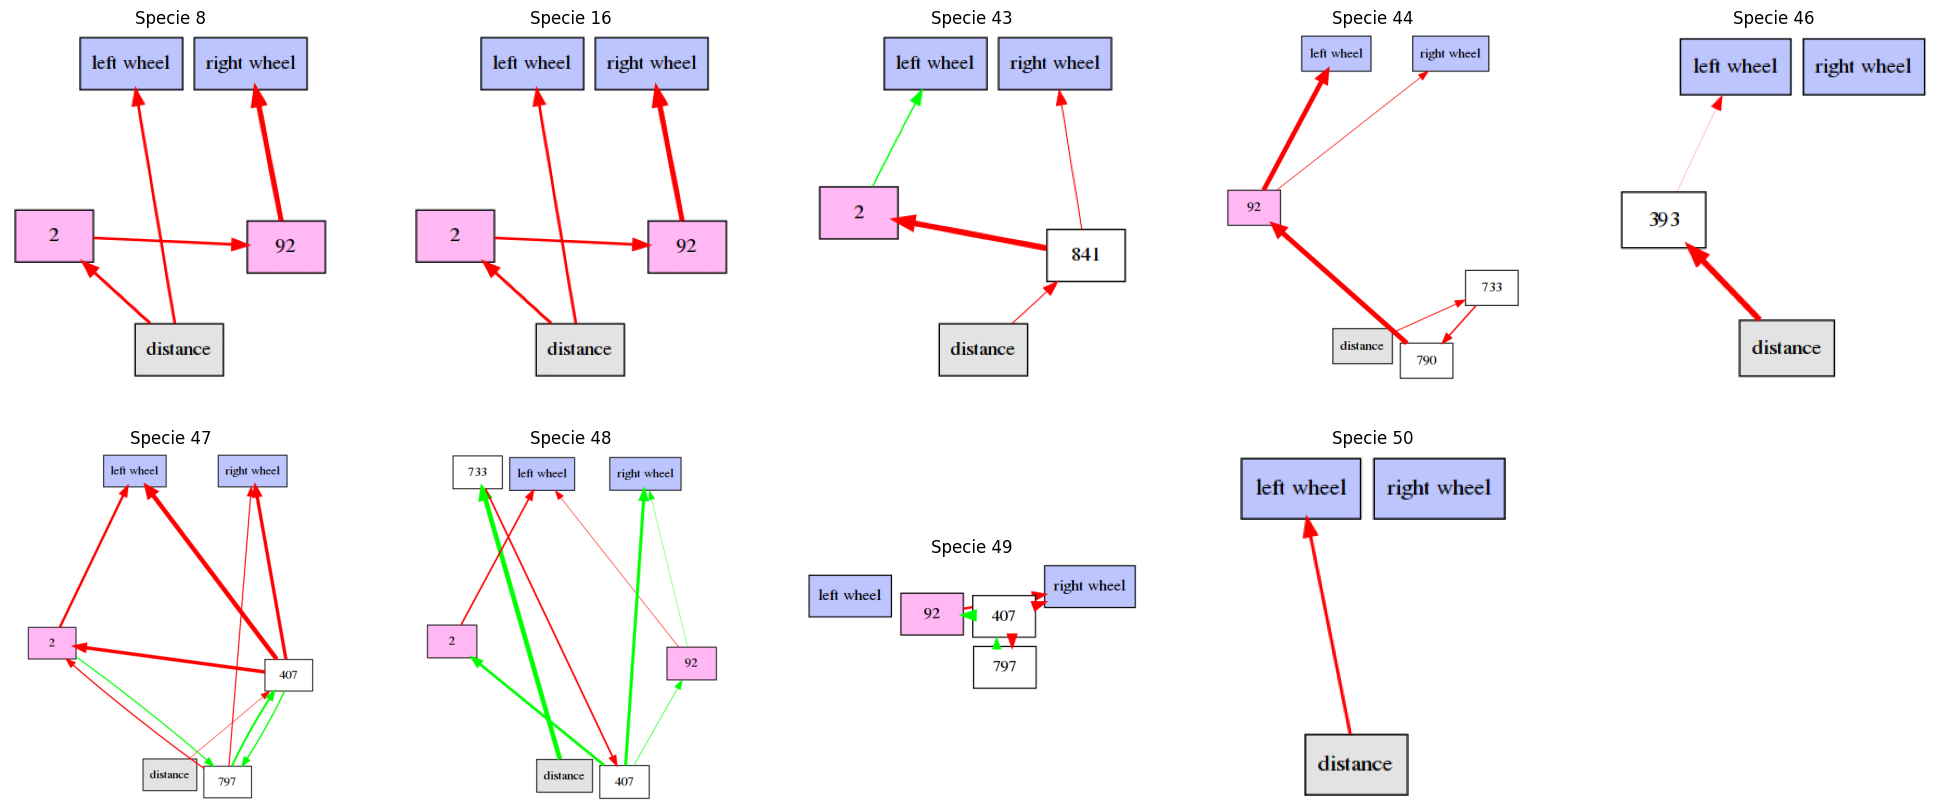 Specie 8
left wheel
right wheel
2
92
distance
Specie 16
left wheel
right wheel
2
92
distance
Specie 43
left wheel
right wheel
2
841
distance
Specie 44
left wheel
right wheel
92
733
distance
790
Specie 46
left wheel
right wheel
393
distance
Specie 47
left wheel
right wheel
2
407
distance
797
Specie 48
733
left wheel
right wheel
2
92
distance
407
Specie 49
left wheel
92
407
right wheel
797
Specie 50
left wheel
right wheel
distance